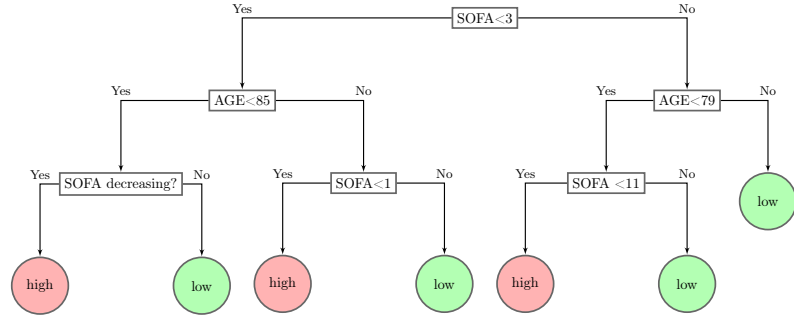 SOFA<3
Yes
No
AGE<85
AGE<79
Yes
No
Yes
No
SOFA decreasing?
SOFA<1
SOFA <11
Yes
No
Yes
No
Yes
No
low
high
low
high
low
high
low